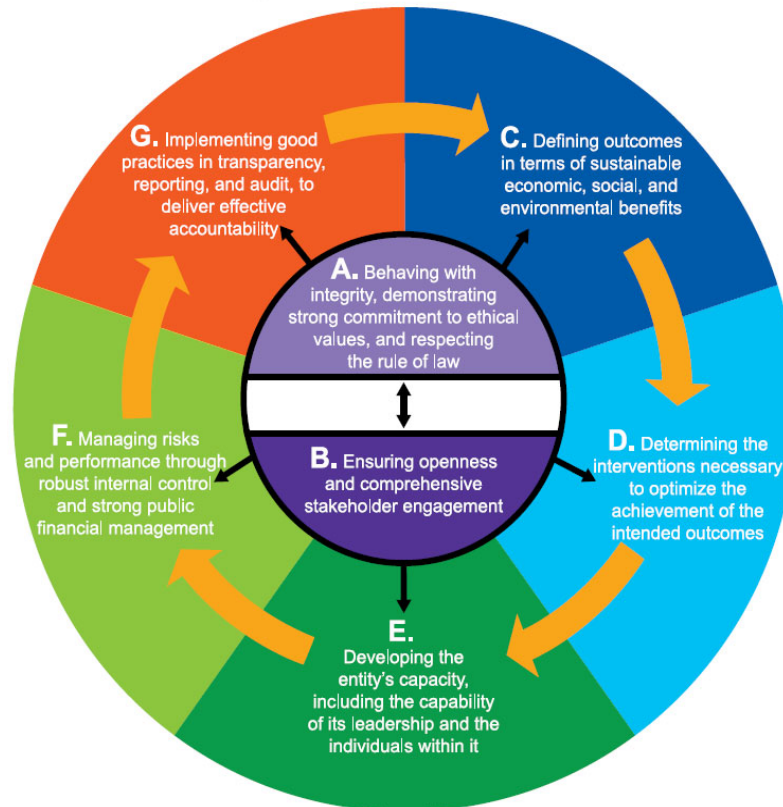 G. Implementing good
practices in transparency,
reporting, and audit, to
deliver effective
accountability
C. Defining outcomes
in terms of sustainable
economic, social, and
environmental benefits
A. Behaving with
integrity, demonstrating
strong commitment to ethical
values, and respecting
the rule of law
B. Ensuring openness
and comprehensive
stakeholder engagement
D. Determining the
interventions necessary
to optimize the
achievement of the
intended outcomes
E.
Developing the
entity's capacity,
including the capability
of its leadership and the
individuals within it
F. Managing risks
and performance through
robust internal control
and strong public
financial management